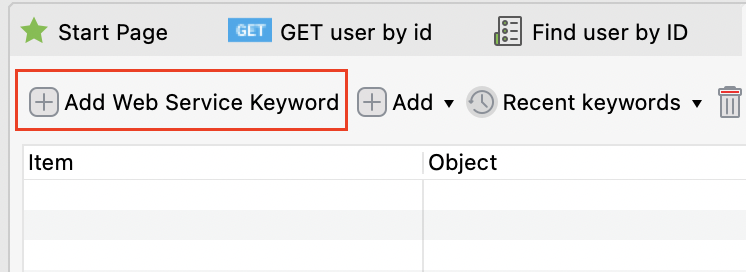 Start Page GET GET user by id Find user by ID
Add Web Service Keyword Add Recent keywords
Item Object